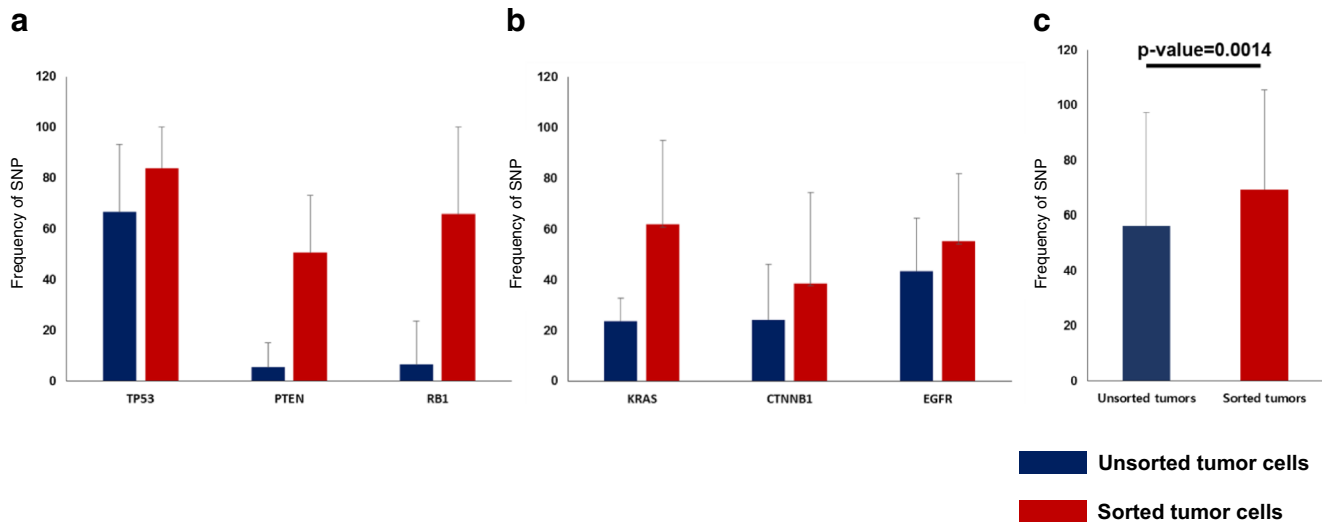 a
120
100
80
60
40
20
0
Frequency of SNP
TP53 PTEN RB1
b
120
100
80
60
40
20
0
Frequency of SNP
KRAS CTNNB1 EGFR
c
p-value=0.0014
120
100
80
60
40
20
0
Frequency of SNP
Unsorted tumors Sorted tumors
Unsorted tumor cells
Sorted tumor cells